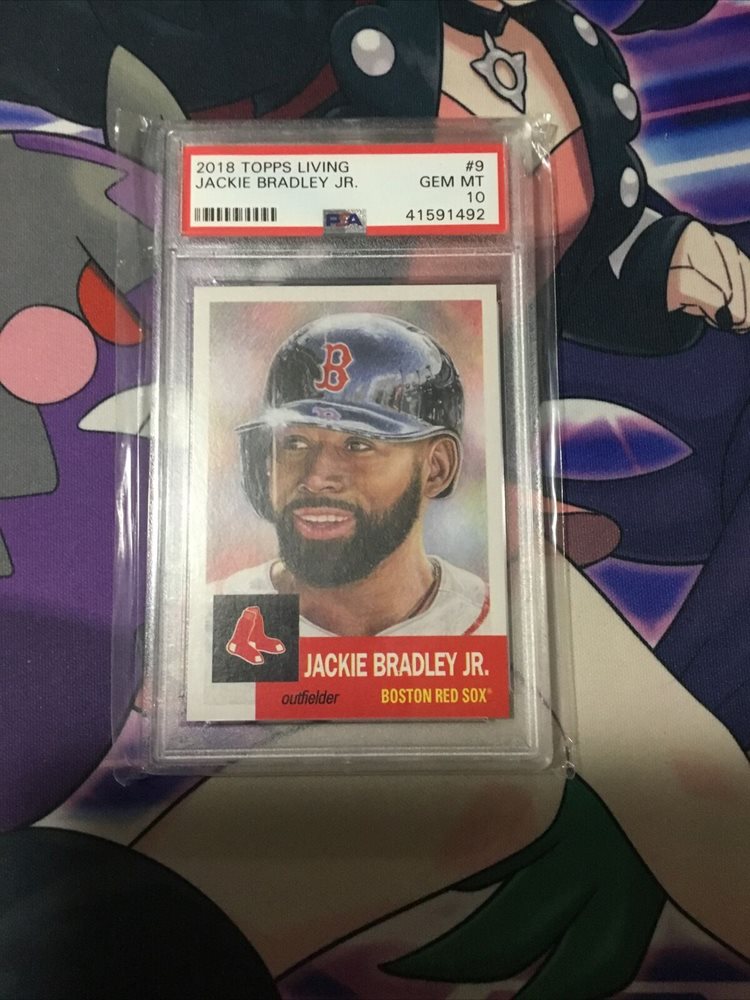 2018 TOPPS LIVING #9
JACKIE BRADLEY JR. GEM MT
10
PSA 41591492
B
B
JACKIE BRADLEY JR.
outfielder BOSTON RED SOX®